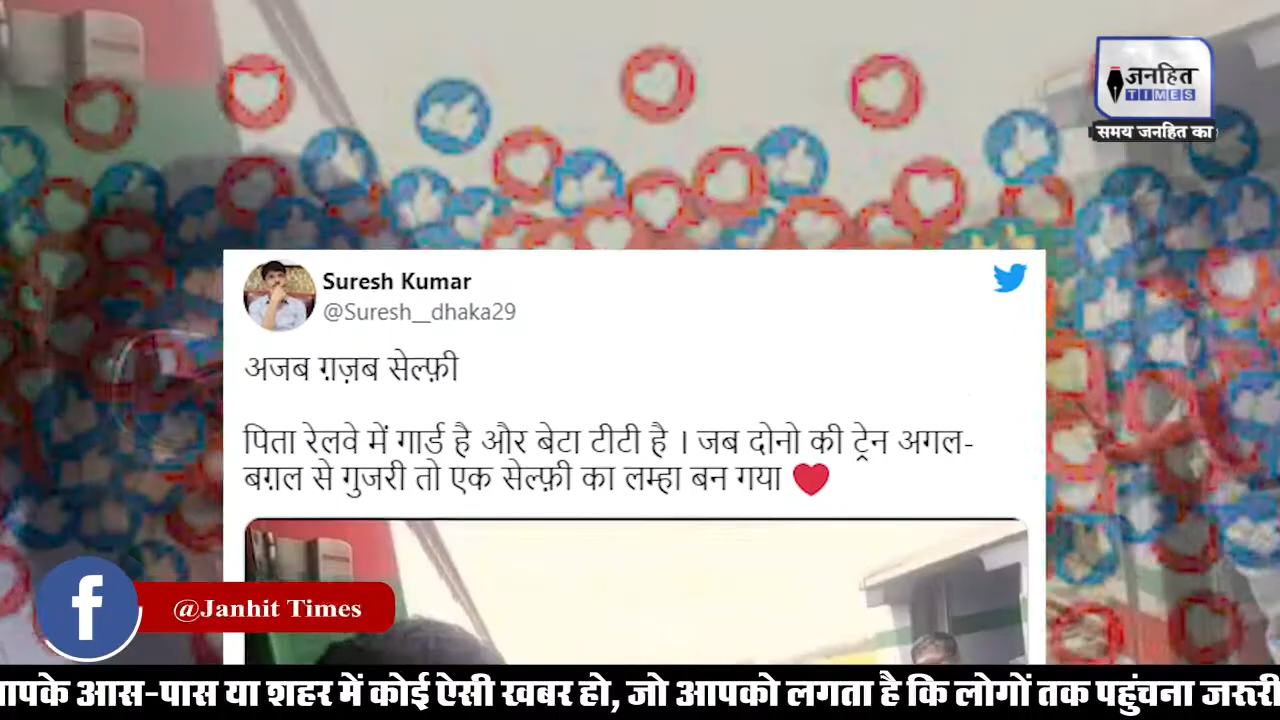 जनहित
TIMES
समय जनहित का
Suresh Kumar
@Suresh__dhaka29
अजब ग़ज़ब सेल्फ़ी
पिता रेलवे में गार्ड है और बेटा टीटी है । जब दोनो की ट्रेन अगल-
बग़ल से गुजरी तो एक सेल्फ़ी का लम्हा बन गया
f
@Janhit Times
आपके आस-पास या शहर में कोई ऐसी खबर हो, जो आपको लगता है कि लोगों तक पहुंचना जरूरी